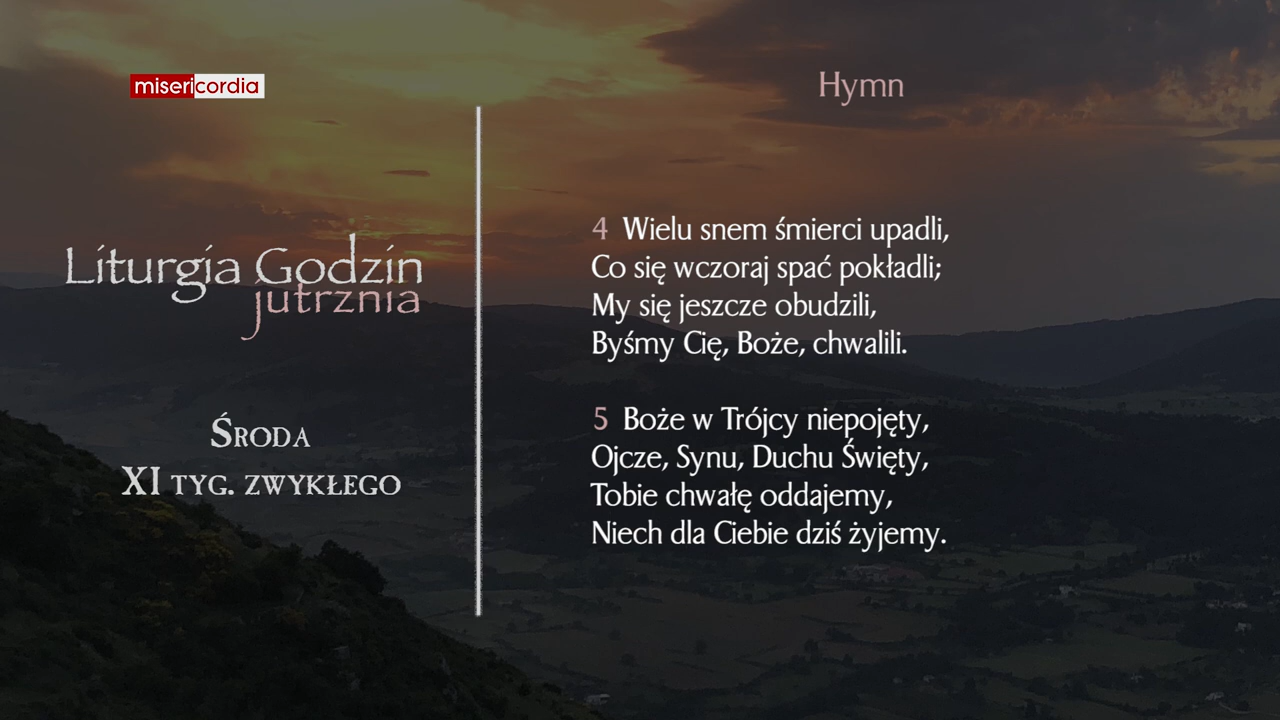 misericordia
Liturgia Godzin
jutrznia
Środa
XI tyg. zwykłego
Hymn
4 Wielu snem śmierci upadli,
Co się wczoraj spać pokładli;
My się jeszcze obudzili,
Byśmy Cię, Boże, chwalili.
5 Boże w Trójcy niepojęty,
Ojcze, Synu, Duchu Święty,
Tobie chwałę oddajemy,
Niech dla Ciebie dziś żyjemy.